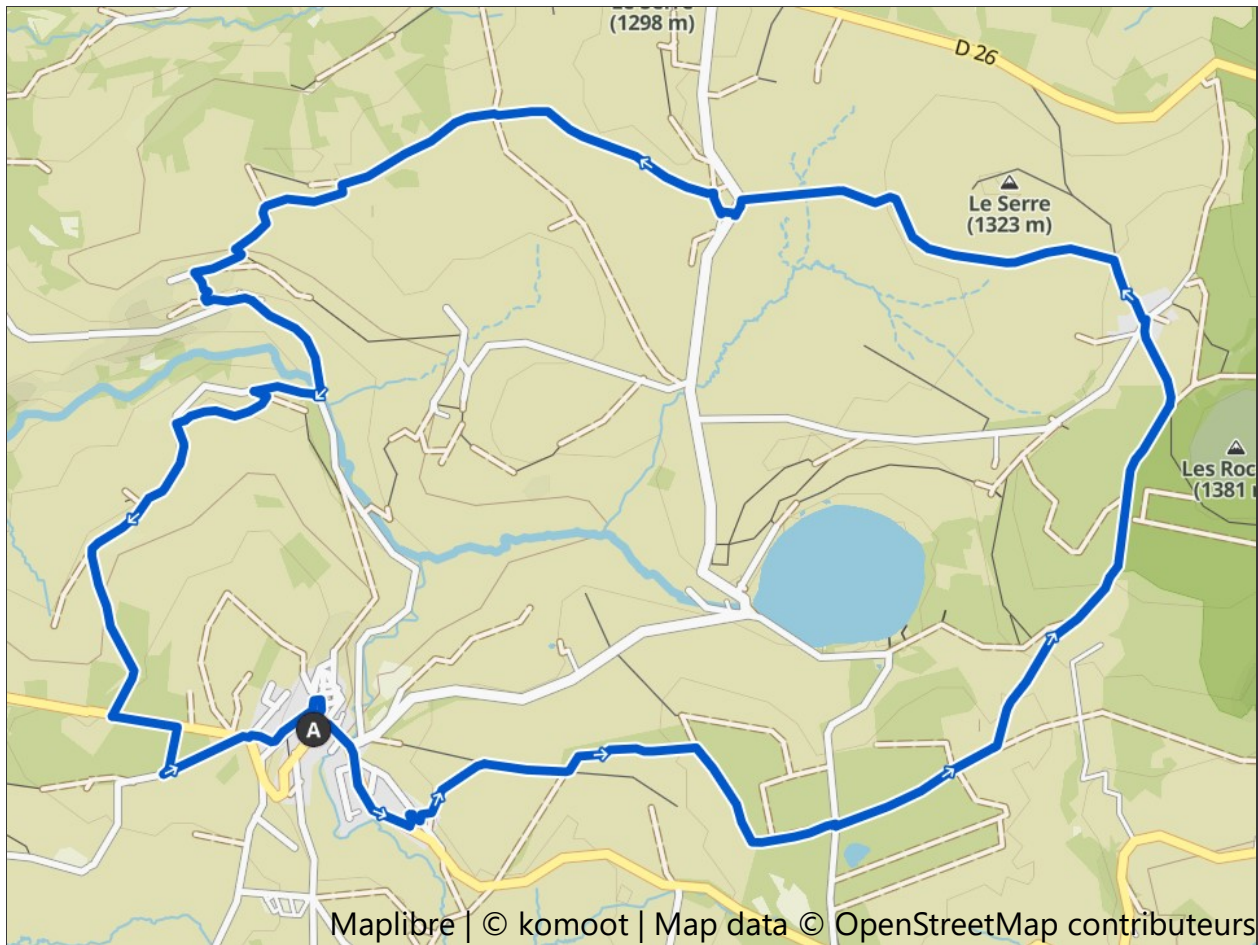 (1298 m)
D 26
Le Serre
(1323 m)
Les Roc
(1381
A
Maplibre | © komoot | Map data © OpenStreetMap contributeurs